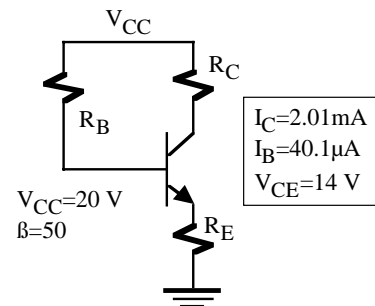 VCC
RC
RB
IC=2.01mA
IB=40.1µA
VCE=14 V
VCC=20 V
ß=50
RE